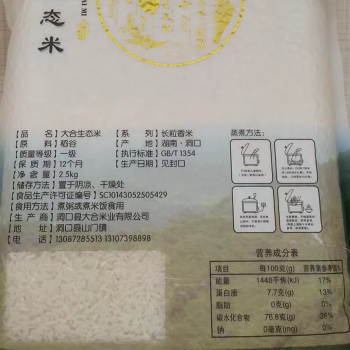 态米
【品 名】大合生态米
【系 列】长粒香米
【原 料】稻谷
【产 地】湖南·洞口
【质量等级】一级
【执行标准】GB/T 1354
【保 质 期】12个月
【生产日期】见封口
【净 含 量】2.5kg
【储存方法】置于阴凉、干燥处
【食品生产许可证编号】SC10143052505429
【食用方法】煮粥或煮米饭食用
【生 产 商】洞口县大合米业有限公司
【地 址】洞口县山门镇
【电 话】13087285513 13107398898
蒸煮方法：
营养成分表
项目 每100克(g) 营养素参考值%
能量 1448千焦(kJ) 17%
蛋白质 7.7克(g) 13%
脂肪 0克(g) 0%
碳水化合物 76.8克(g) 26%
钠 0毫克(mg) 0%